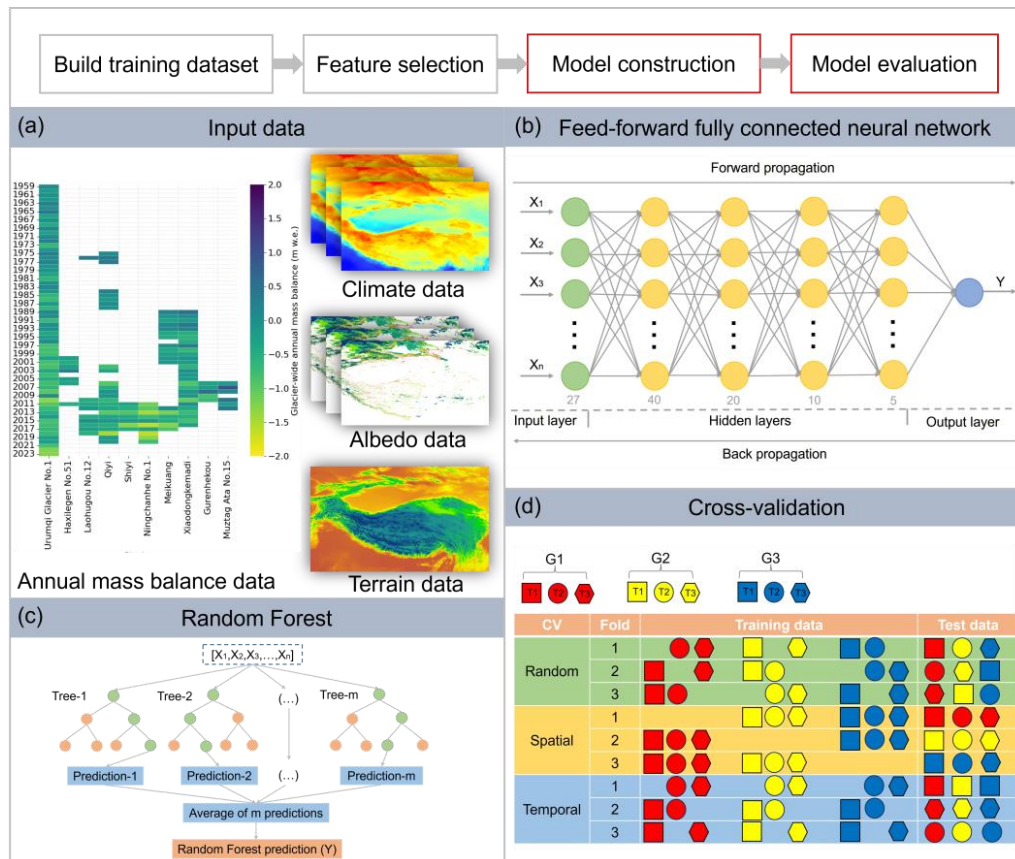 Build training dataset
Feature selection
Model construction
Model evaluation
(a)
Input data
1959
1961
1963
1965
1967
1969
1971
1973
1975
1977
1979
1981
1983
1985
1987
1989
1991
1993
1995
1997
1999
2001
2003
2005
2007
2009
2011
2013
2015
2017
2019
2021
2023
Urumqi Glacier No.1
Haxilegen No.51
Laohugou No.12
Qiyi
Shiyi
Ningchanhe No.1
Meikuang
Xiaodongkemadi
Gurenhekou
Muztag Ata No.15
2.0
1.5
1.0
0.5
0.0
−0.5
−1.0
−1.5
−2.0
Glacier-wide annual mass balance (m w.e.)
Climate data
Albedo data
Terrain data
Annual mass balance data
(b)
Feed-forward fully connected neural network
Forward propagation
X1
X2
X3
Xn
Y
27
40
20
10
5
Input layer
Hidden layers
Output layer
Back propagation
(c)
Random Forest
[X1,X2,X3,...,Xn]
Tree-1
Tree-2
(...)
Tree-m
Prediction-1
Prediction-2
(...)
Prediction-m
Average of m predictions
Random Forest prediction (Y)
(d)
Cross-validation
G1
G2
G3
T1 T2 T3
T1 T2 T3
T1 T2 T3
CV Fold Training data Test data
Random
1
2
3
Spatial
1
2
3
Temporal
1
2
3